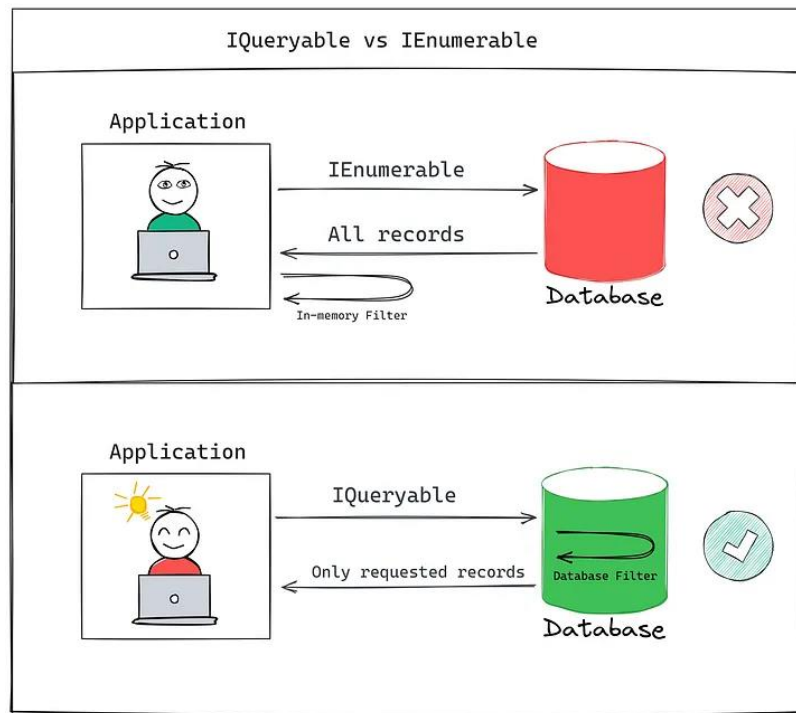 IQueryable vs IEnumerable
Application
IEnumerable
All records
In-memory Filter
Database
Application
IQueryable
Only requested records
Database Filter
Database